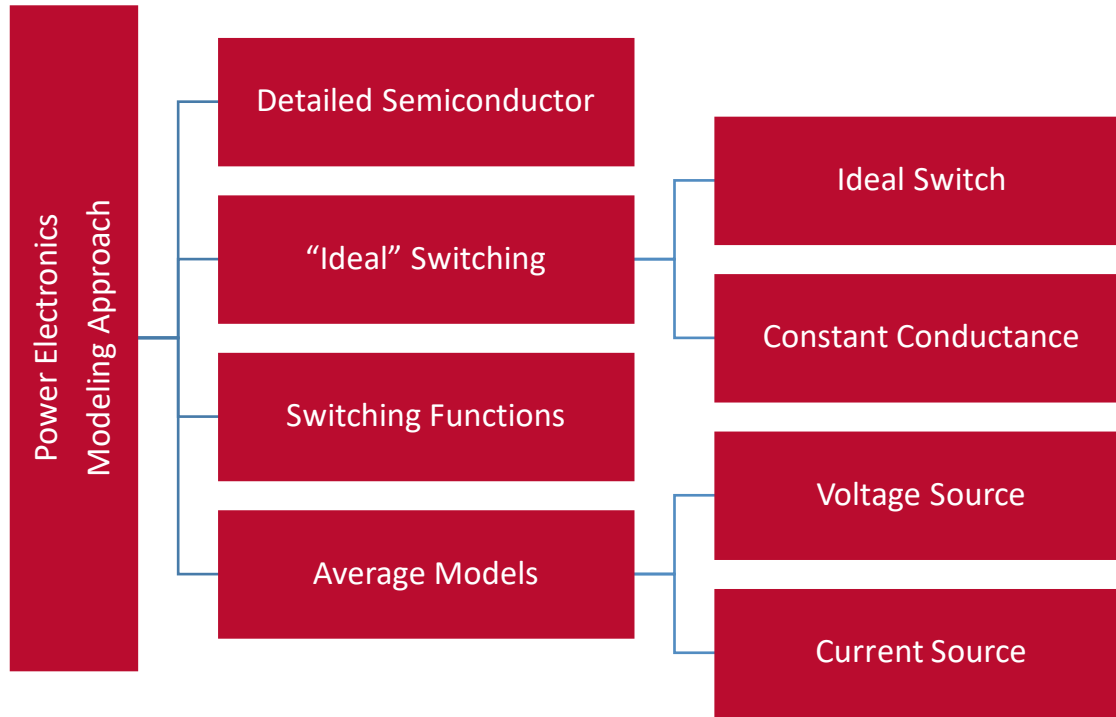 Power Electronics
Modeling Approach
Detailed Semiconductor
“Ideal” Switching
Switching Functions
Average Models
Ideal Switch
Constant Conductance
Voltage Source
Current Source